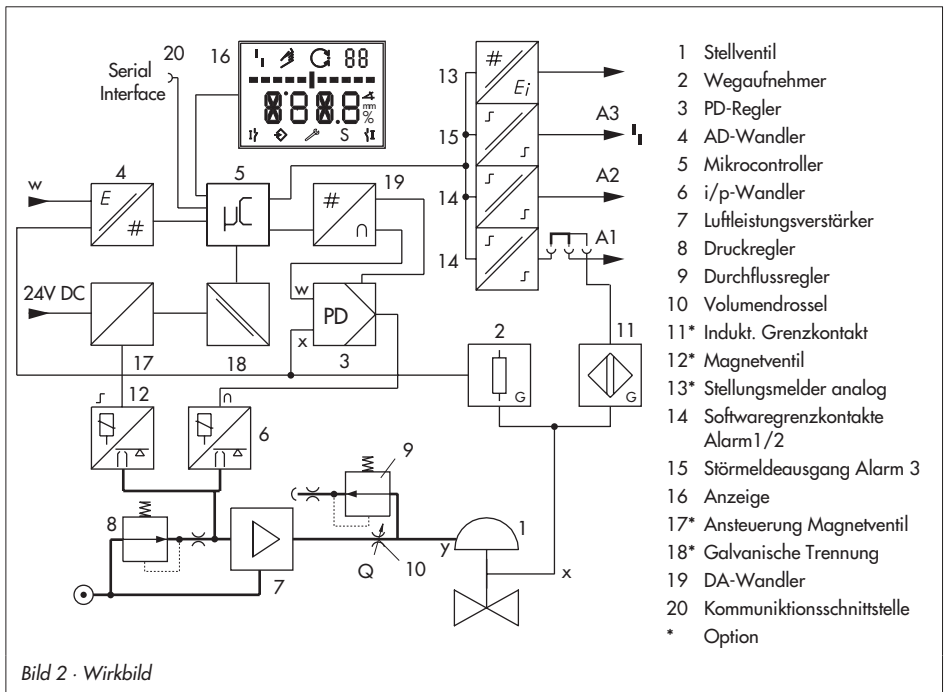 20
16
Serial
Interface
88
8.8.8.8
mm
%
S
13
#
Ei
15
A3
14
A2
14
A1
w
4
E
#
5
µC
19
#
∩
24V DC
17
18
w
x
PD
3
2
G
11
G
12
∩
6
9
8
7
Q
10
y
1
x
1 Stellventil
2 Wegaufnehmer
3 PD-Regler
4 AD-Wandler
5 Mikrocontroller
6 i/p-Wandler
7 Luftleistungsverstärker
8 Druckregler
9 Durchflussregler
10 Volumendrossel
11* Indukt. Grenzkontakt
12* Magnetventil
13* Stellungsmelder analog
14 Softwaregrenzkontakte
Alarm1/2
15 Störmeldeausgang Alarm 3
16 Anzeige
17* Ansteuerung Magnetventil
18* Galvanische Trennung
19 DA-Wandler
20 Kommuniktionsschnittstelle
* Option
Bild 2 · Wirkbild